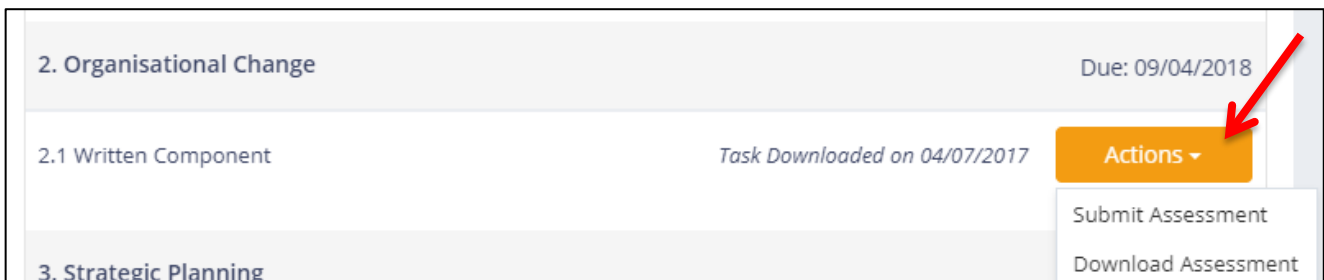 2. Organisational Change Due: 09/04/2018
2.1 Written Component Task Downloaded on 04/07/2017 Actions
Submit Assessment
Download Assessment
3. Strategic Planning